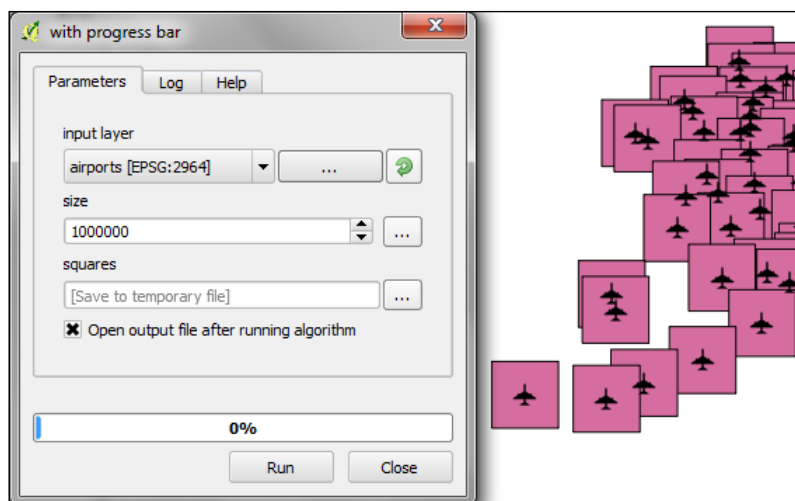 with progress bar
Parameters Log Help
input layer
airports [EPSG:2964] ...
size
1000000 ...
squares
[Save to temporary file] ...
Open output file after running algorithm
0%
Run Close